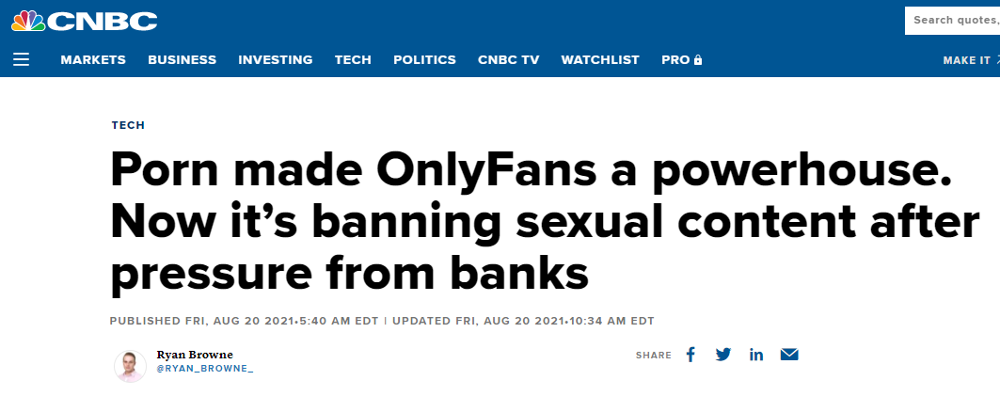 CNBC
Search quotes,
MARKETS BUSINESS INVESTING TECH POLITICS CNBC TV WATCHLIST PRO MAKE IT
TECH
Porn made OnlyFans a powerhouse.
Now it’s banning sexual content after
pressure from banks
PUBLISHED FRI, AUG 20 2021•5:40 AM EDT | UPDATED FRI, AUG 20 2021•10:34 AM EDT
Ryan Browne
@RYAN_BROWNE_
SHARE